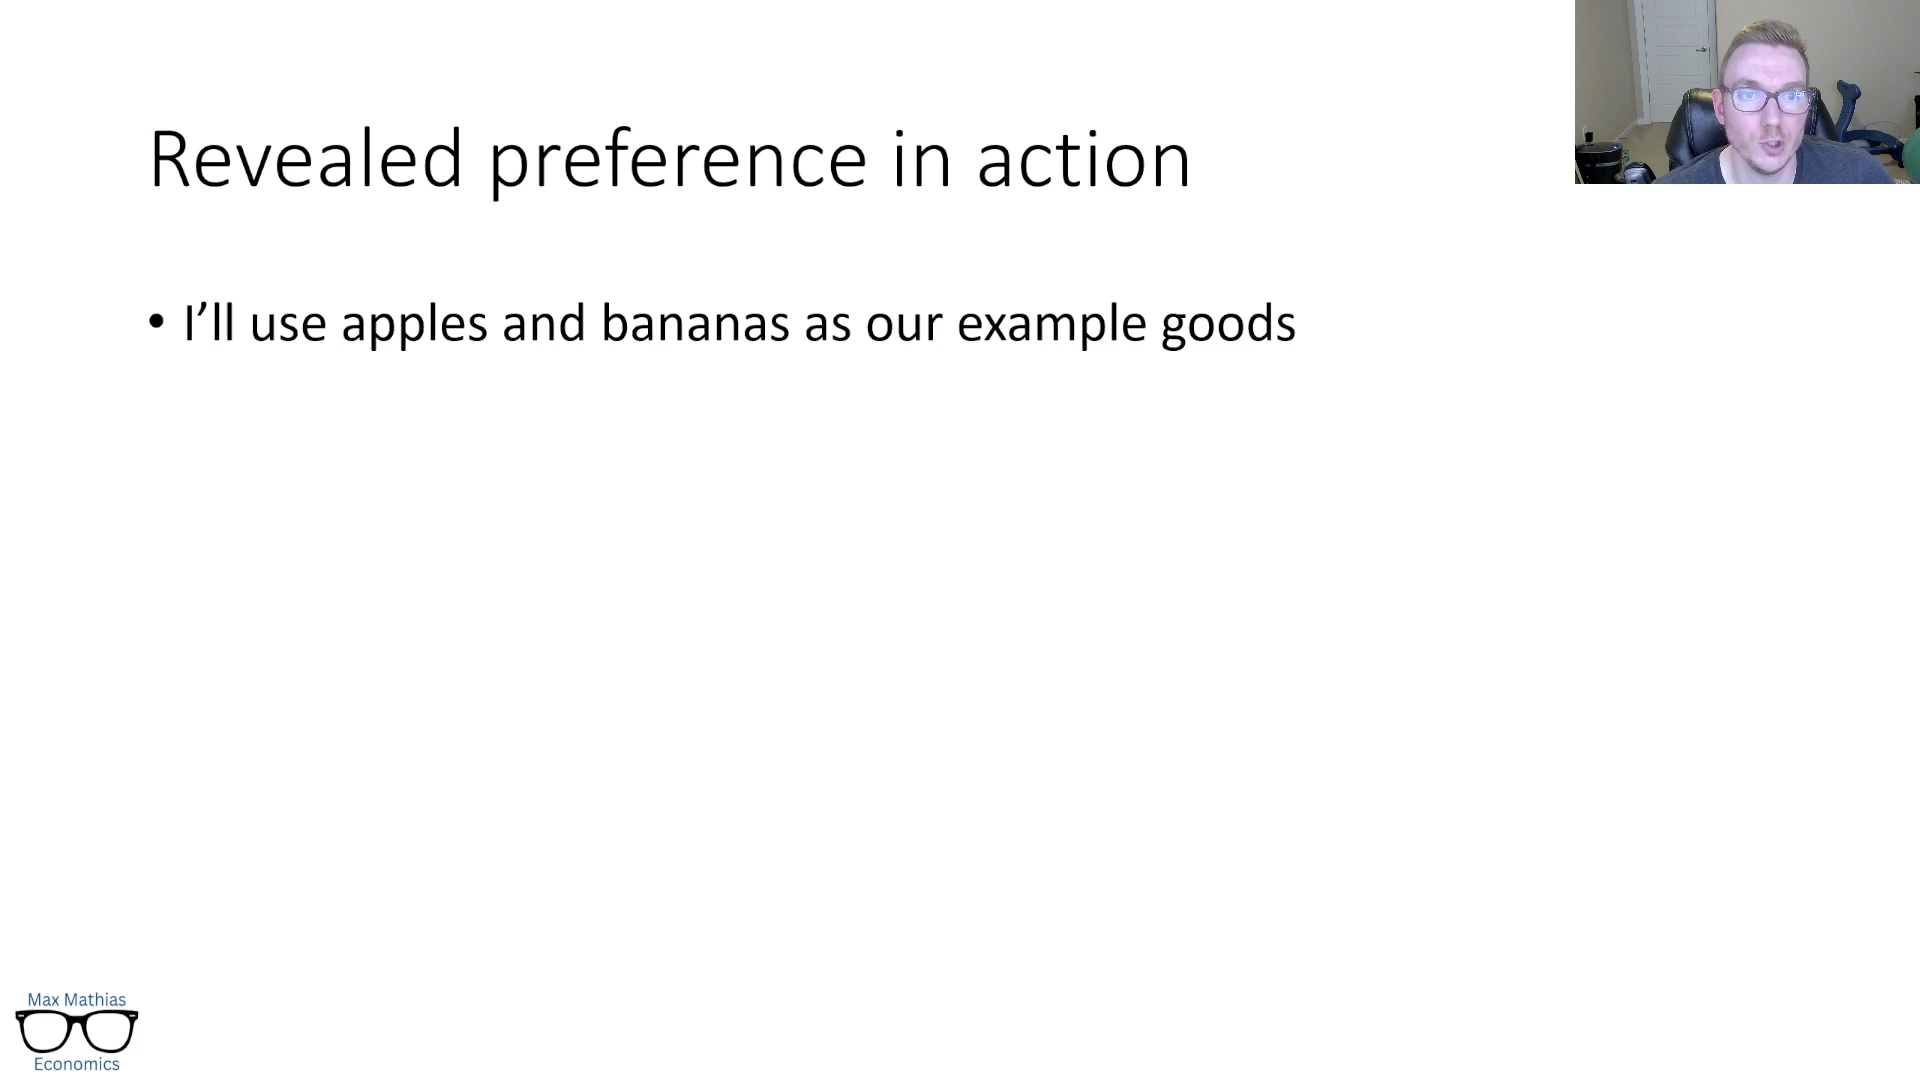 Revealed preference in action
• I’ll use apples and bananas as our example goods
Max Mathias
Economics